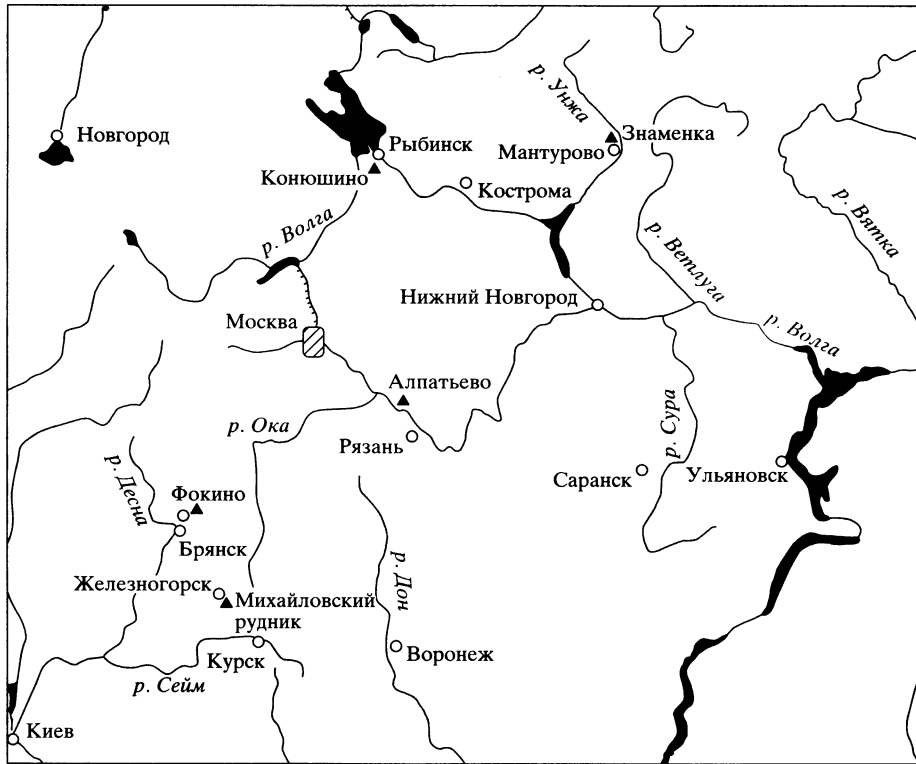 р. Унжа
Новгород
Знаменка
Рыбинск
Мантурово
Конюшино
Кострома
р. Вятка
р. Волга
р. Ветлуга
Нижний Новгород
Москва
р. Волга
Алпатьево
р. Ока
Рязань
р. Сура
Саранск
Ульяновск
р. Десна
Фокино
Брянск
р. Дон
Железногорск
Михайловский
рудник
Курск
Воронеж
р. Сейм
Киев